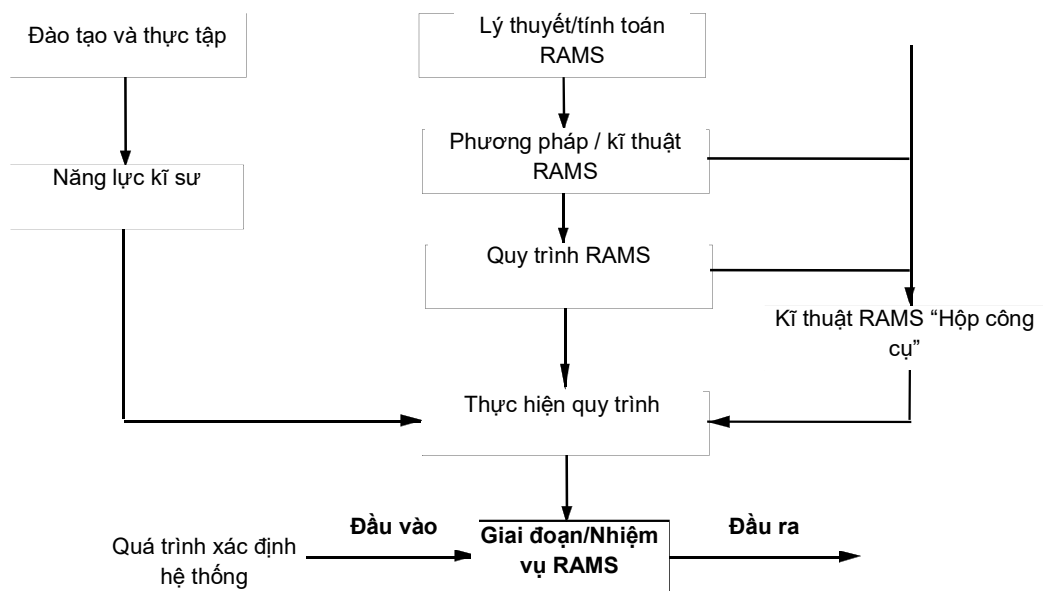 Đào tạo và thực tập
Lý thuyết/tính toán
RAMS
Phương pháp / kĩ thuật
RAMS
Năng lực kĩ sư
Quy trình RAMS
Kĩ thuật RAMS “Hộp công
cụ”
Thực hiện quy trình
Quá trình xác định
hệ thống
Đầu vào
Giai đoạn/Nhiệm
vụ RAMS
Đầu ra